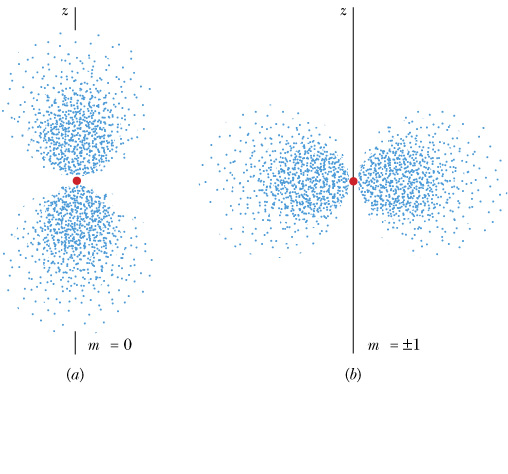 z
z
m = 0
m = ±1
(a)
(b)